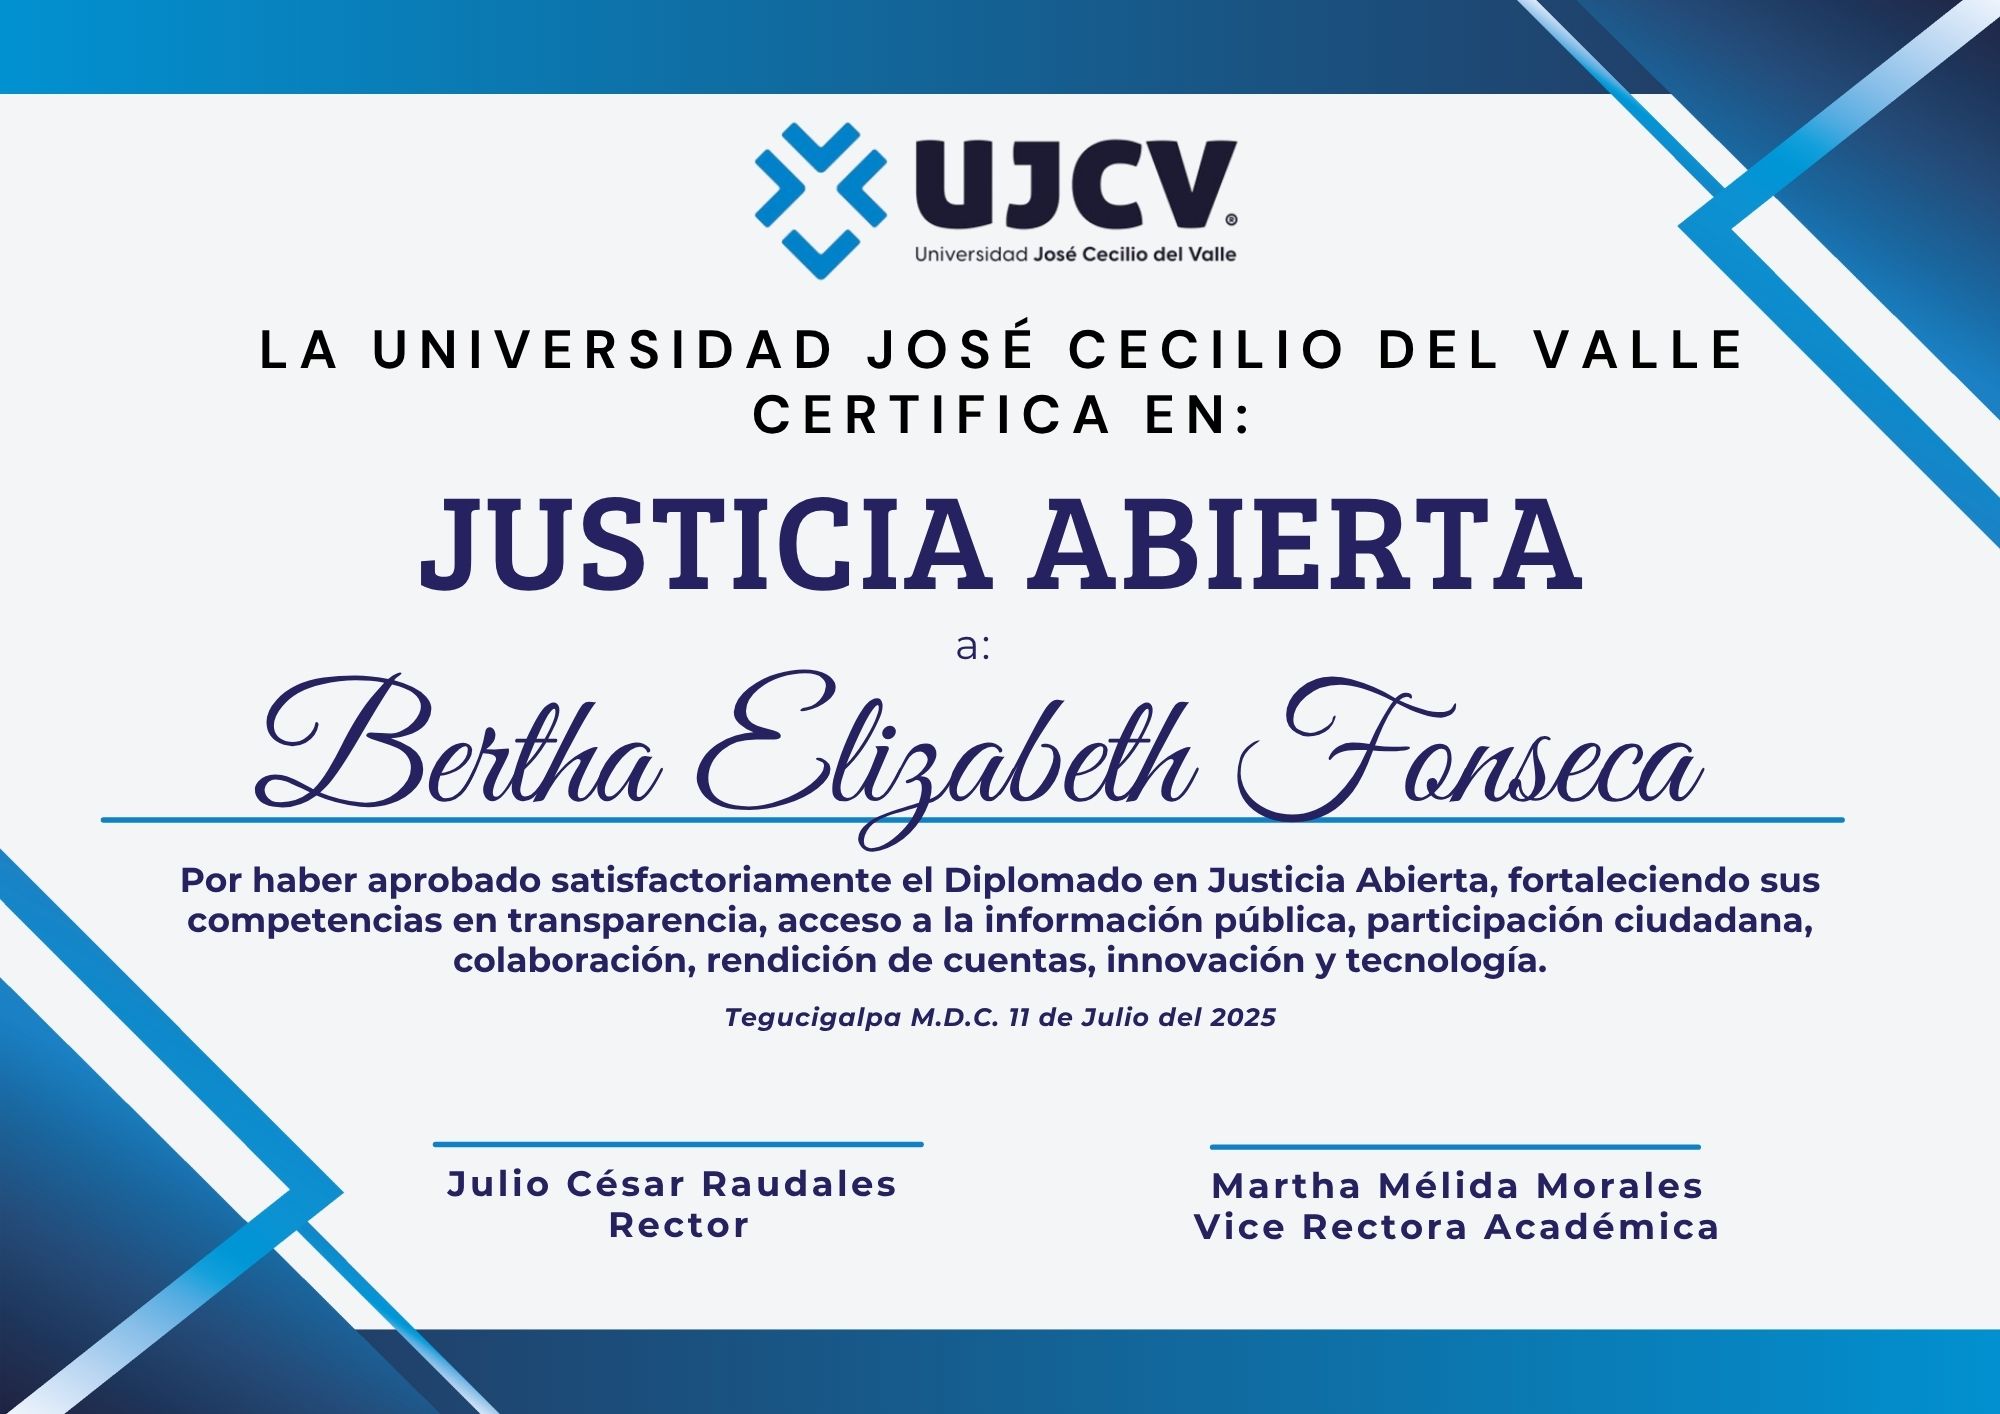 UJCV®
Universidad José Cecilio del Valle
LA UNIVERSIDAD JOSÉ CECILIO DEL VALLE
CERTIFICA EN:
JUSTICIA ABIERTA
a:
Bertha Elizabeth Fonseca
Por haber aprobado satisfactoriamente el Diplomado en Justicia Abierta, fortaleciendo sus
competencias en transparencia, acceso a la información pública, participación ciudadana,
colaboración, rendición de cuentas, innovación y tecnología.
Tegucigalpa M.D.C. 11 de Julio del 2025
Julio César Raudales
Rector
Martha Mélida Morales
Vice Rectora Académica